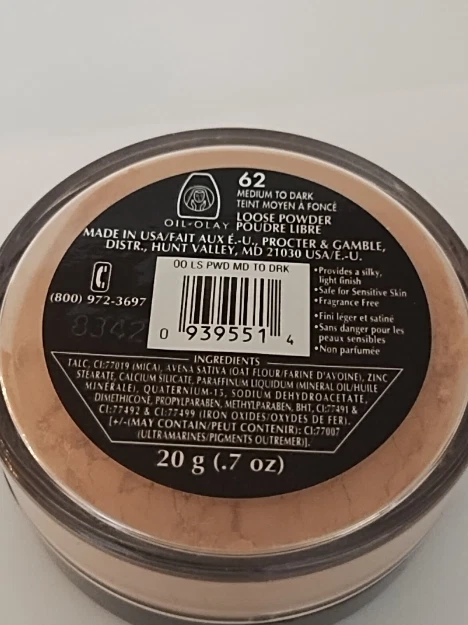 62
MEDIUM TO DARK
TEINT MOYEN À FONCÉ
OIL OF OLAY
LOOSE POWDER
POUDRE LIBRE
MADE IN USA/FAIT AUX É.-U., PROCTER & GAMBLE,
DISTR., HUNT VALLEY, MD 21030 USA/E.-U.
(800) 972-3697
8342
00 LS PWD MD TO DRK
0 939551 4
•Provides a silky,
light finish
•Safe for Sensitive Skin
•Fragrance Free
•Fini léger et satiné
•Sans danger pour les
peaux sensibles
•Non parfumée
INGREDIENTS
TALC, CI:77019 (MICA), AVENA SATIVA (OAT FLOUR/FARINE D'AVOINE), ZINC
STEARATE, CALCIUM SILICATE, PARAFFINUM LIQUIDUM (MINERAL OIL/HUILE
MINERALE), QUATERNIUM-15, SODIUM DEHYDROACETATE,
DIMETHICONE, PROPYLPARABEN, METHYLPARABEN, BHT, CI:77491 &
CI:77492 & CI:77499 (IRON OXIDES/OXYDES DE FER).
[+/-(MAY CONTAIN/PEUT CONTENIR): CI:77007
(ULTRAMARINES/PIGMENTS OUTREMER)].
20 g (.7 oz)